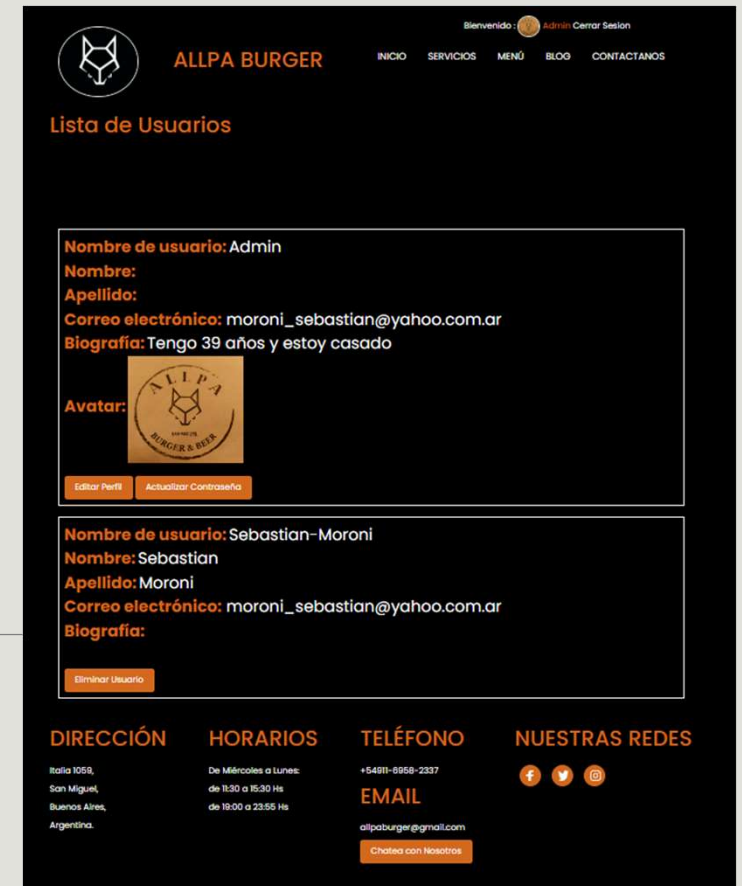 Bienvenido : Admin Cerrar Sesion
ALLPA BURGER
INICIO SERVICIOS MENÚ BLOG CONTACTANOS
Lista de Usuarios
Nombre de usuario: Admin
Nombre:
Apellido:
Correo electrónico: moroni_sebastian@yahoo.com.ar
Biografía: Tengo 39 años y estoy casado
Avatar:
ALLPA
BURGER & BEER
Editar Perfil Actualizar Contraseña
Nombre de usuario: Sebastian-Moroni
Nombre: Sebastian
Apellido: Moroni
Correo electrónico: moroni_sebastian@yahoo.com.ar
Biografía:
Eliminar Usuario
DIRECCIÓN
Italia 1059,
San Miguel,
Buenos Aires,
Argentina.
HORARIOS
De Miércoles a Lunes:
de 11:30 a 15:30 Hs
de 19:00 a 23:55 Hs
TELÉFONO
+54911-6958-2337
EMAIL
allpaburger@gmail.com
Chatea con Nosotros
NUESTRAS REDES